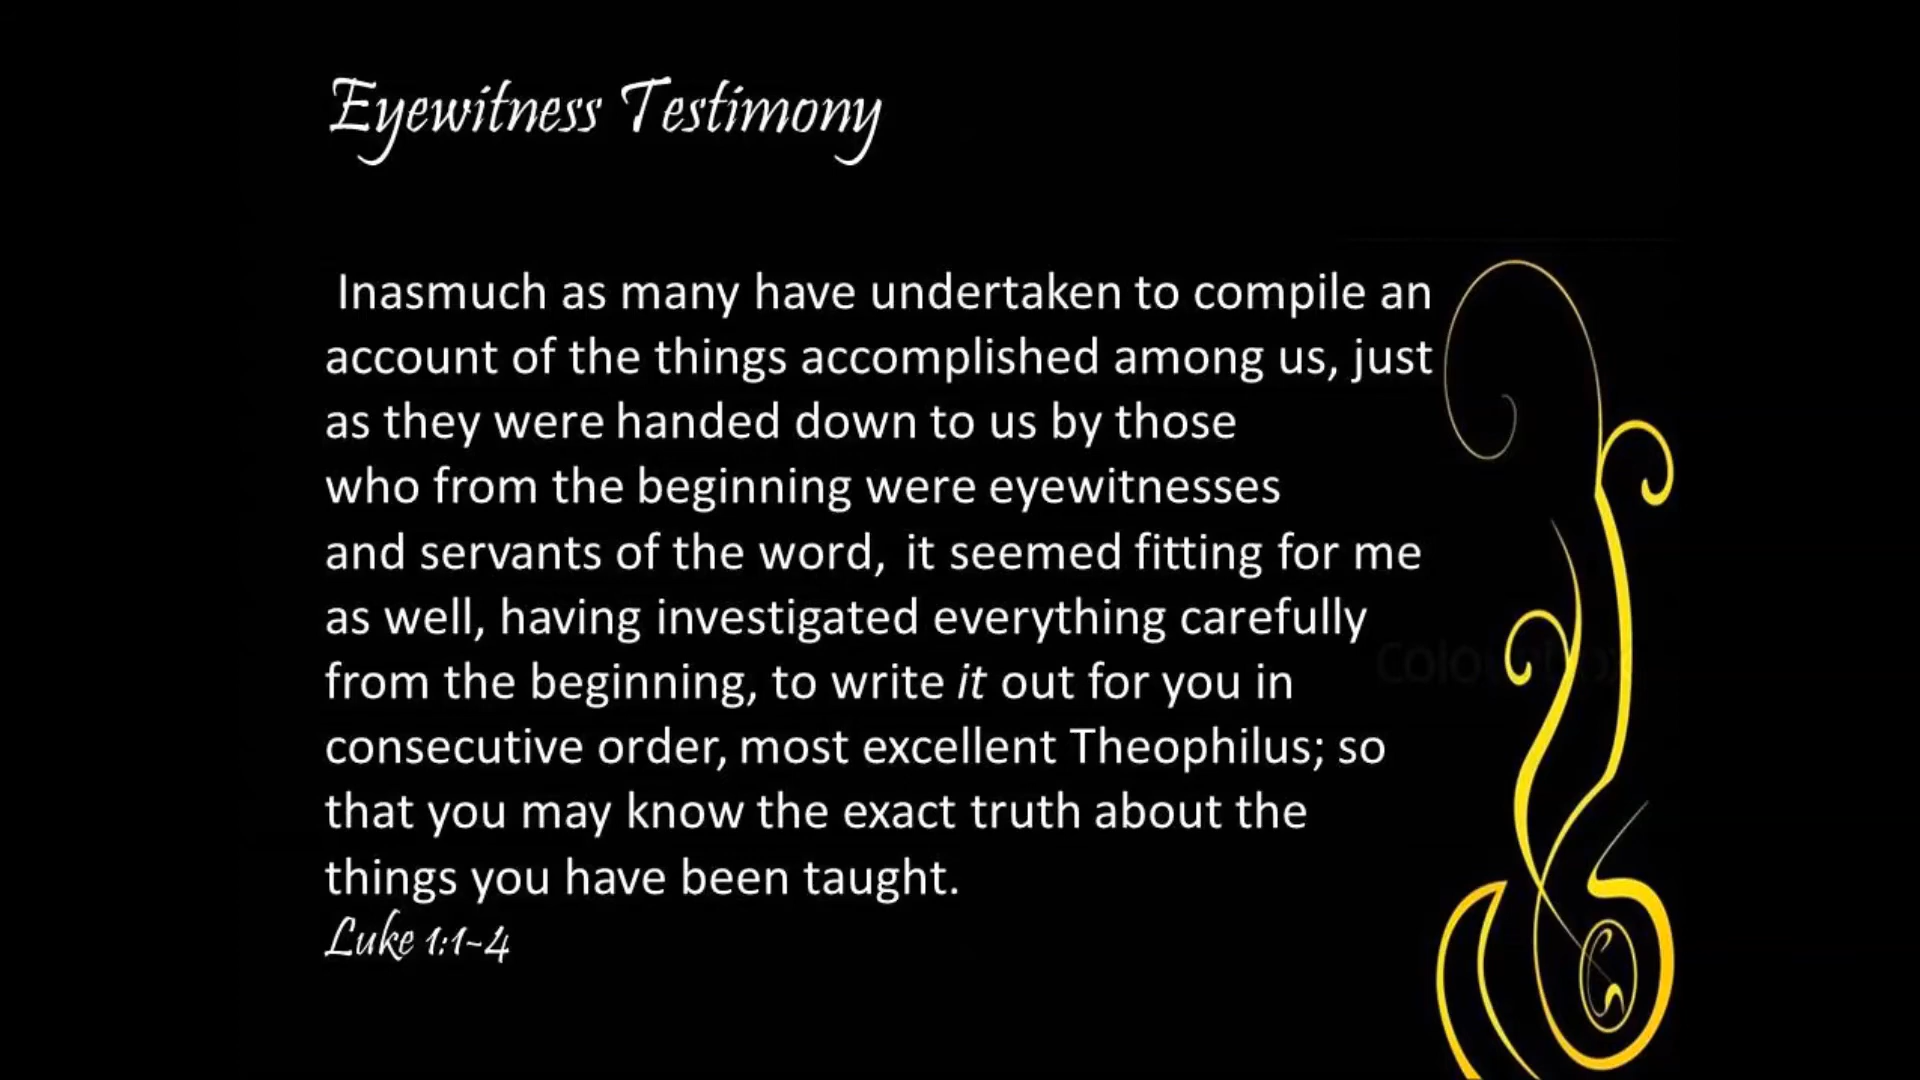 Eyewitness Testimony
Inasmuch as many have undertaken to compile an
account of the things accomplished among us, just
as they were handed down to us by those
who from the beginning were eyewitnesses
and servants of the word, it seemed fitting for me
as well, having investigated everything carefully
from the beginning, to write it out for you in
consecutive order, most excellent Theophilus; so
that you may know the exact truth about the
things you have been taught.
Luke 1:1-4